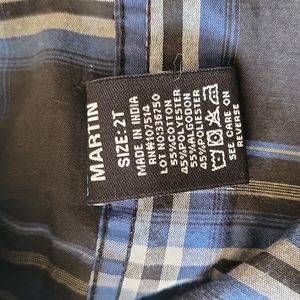 MARTIN
SIZE:2T
MADE IN INDIA
RN#107514
LOT NO:336750
55%COTTON
45%POLYESTER
55%ALGODON
45%POLIESTER
SEE CARE ON
REVERSE